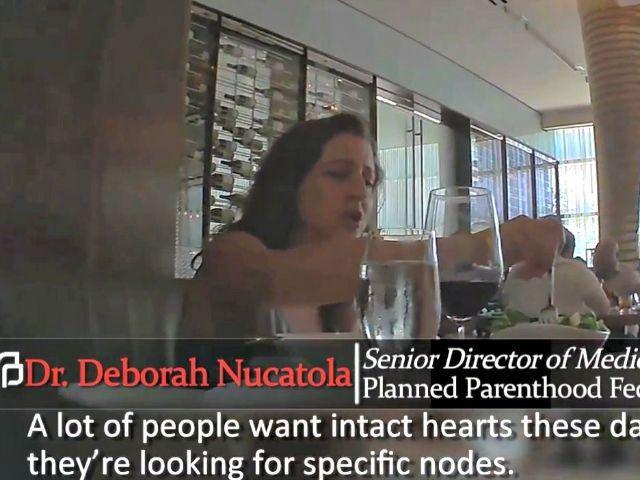 Dr. Deborah Nucatola
Senior Director of Medic
Planned Parenthood Fed
A lot of people want intact hearts these da
they're looking for specific nodes.